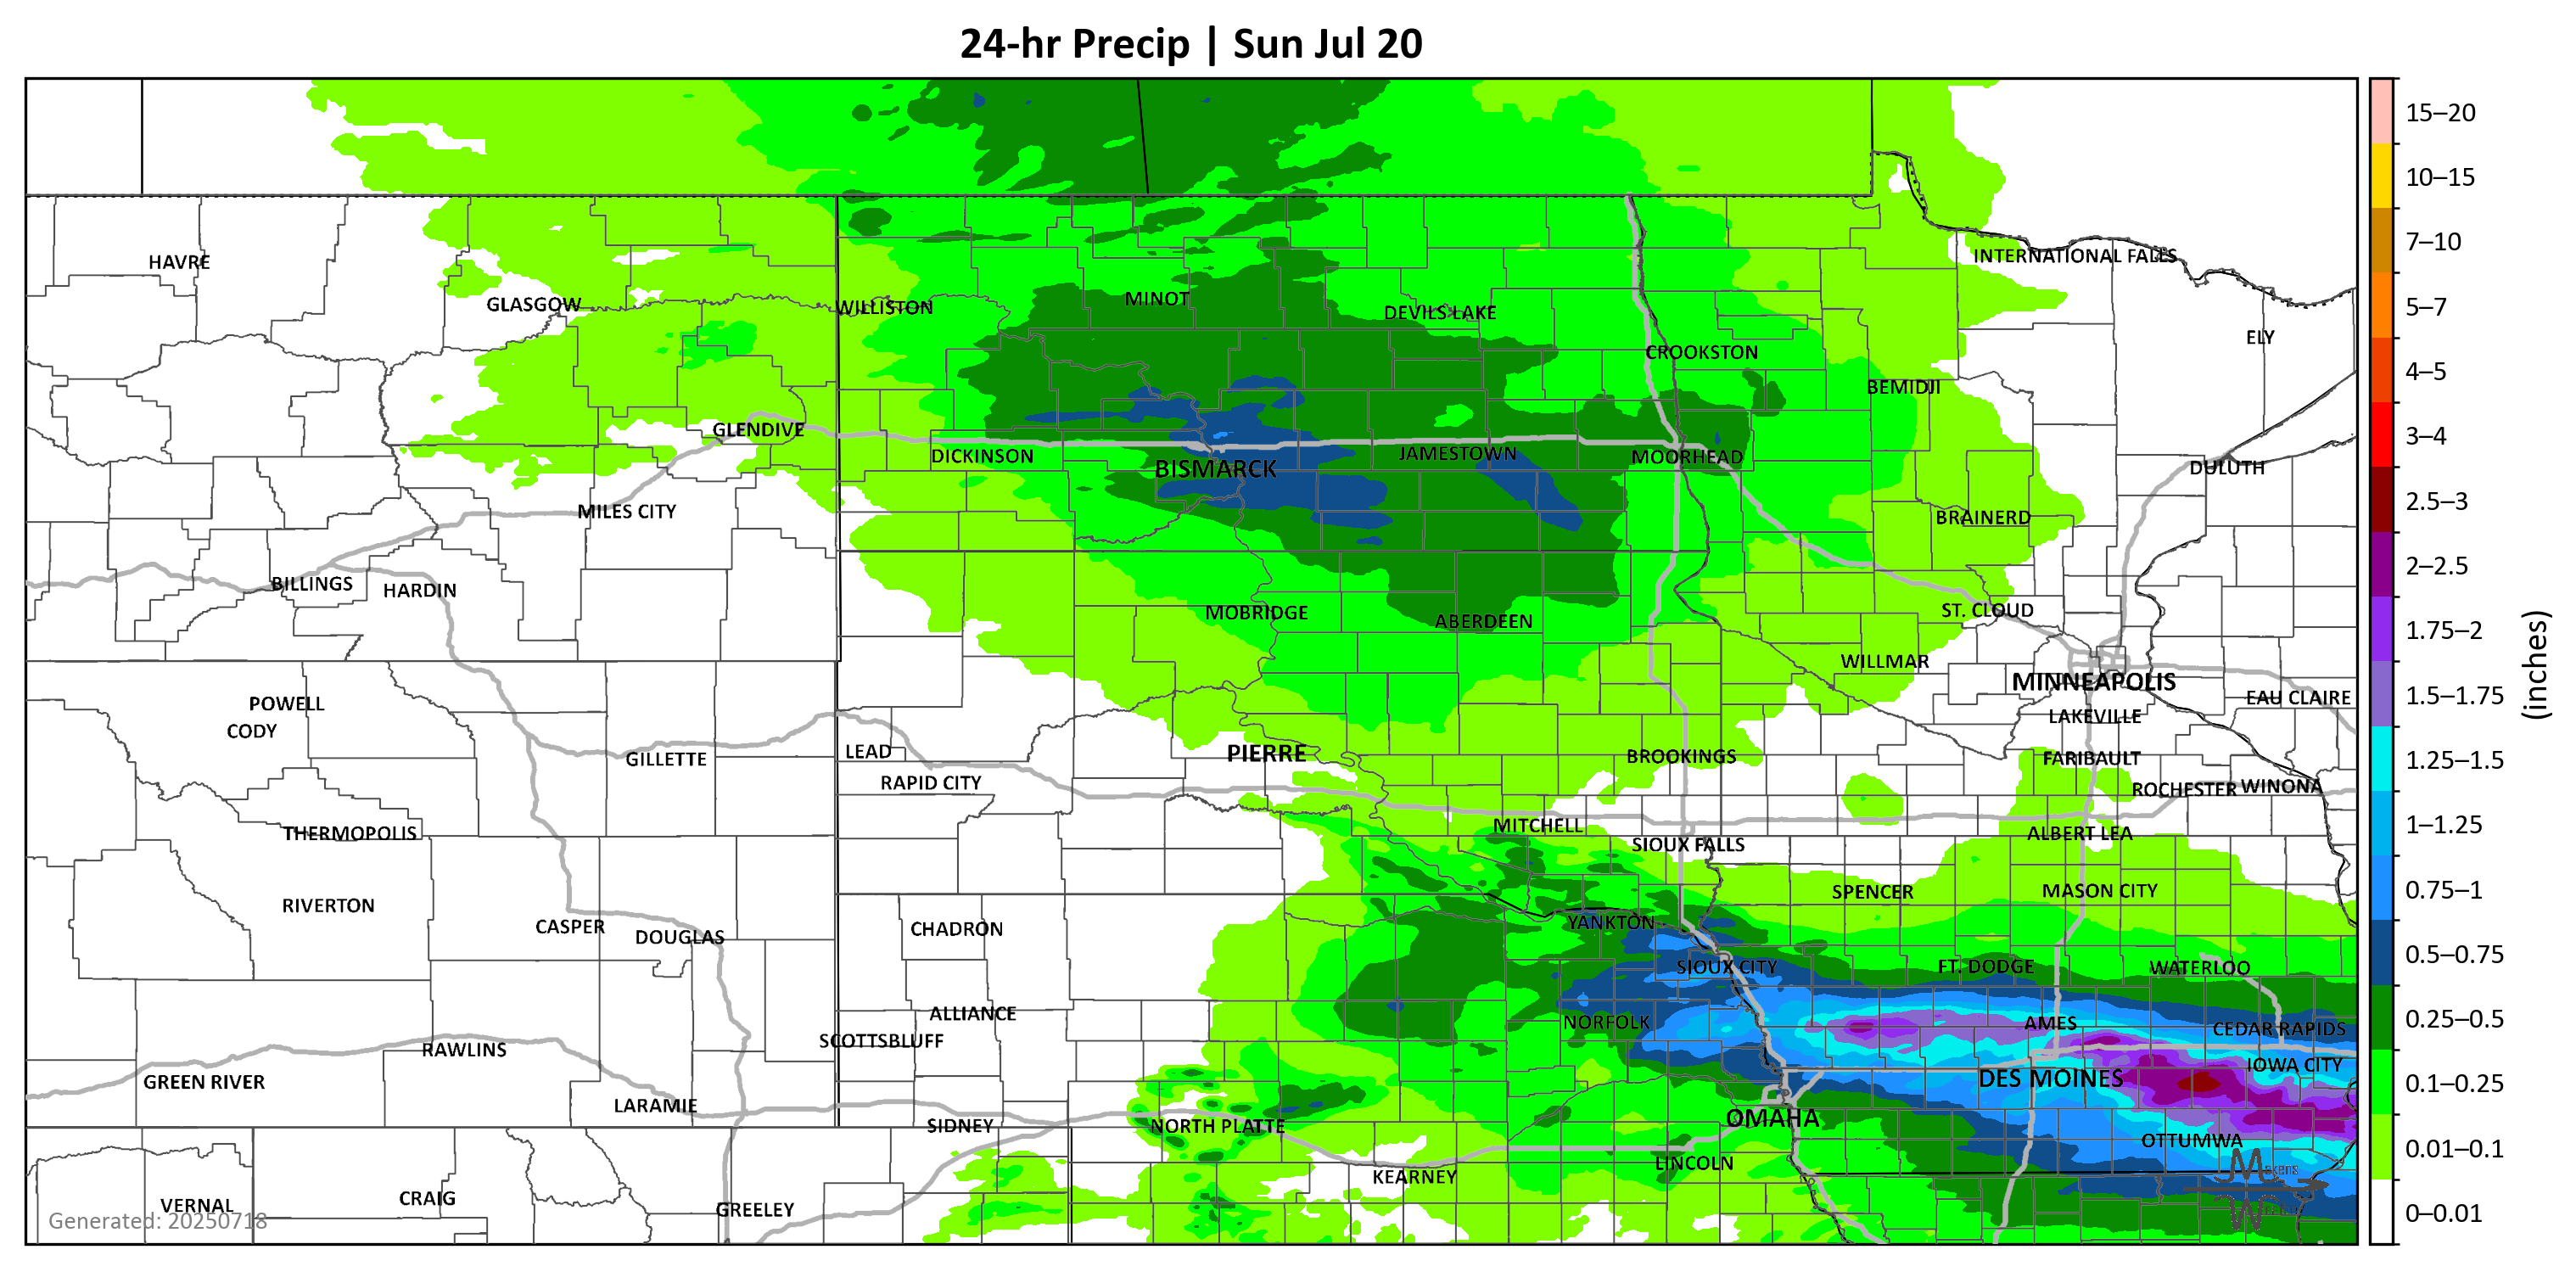 24-hr Precip | Sun Jul 20
15–20
10–15
7–10
5–7
4–5
3–4
2.5–3
2–2.5
1.75–2
1.5–1.75
1.25–1.5
1–1.25
0.75–1
0.5–0.75
0.25–0.5
0.1–0.25
0.01–0.1
0–0.01
(inches)
HAVRE
INTERNATIONAL FALLS
GLASGOW
WILLISTON
MINOT
DEVILS LAKE
ELY
CROOKSTON
BEMIDJI
GLENDIVE
DICKINSON
BISMARCK
JAMESTOWN
MOORHEAD
DULUTH
MILES CITY
BRAINERD
BILLINGS
HARDIN
MOBRIDGE
ABERDEEN
ST. CLOUD
WILLMAR
MINNEAPOLIS
EAU CLAIRE
POWELL
CODY
LAKEVILLE
GILLETTE
LEAD
PIERRE
BROOKINGS
FARIBAULT
RAPID CITY
ROCHESTER
WINONA
THERMOPOLIS
MITCHELL
SIOUX FALLS
ALBERT LEA
RIVERTON
SPENCER
MASON CITY
CASPER
DOUGLAS
CHADRON
YANKTON
SIOUX CITY
FT. DODGE
WATERLOO
ALLIANCE
SCOTTSBLUFF
NORFOLK
AMES
CEDAR RAPIDS
RAWLINS
IOWA CITY
GREEN RIVER
DES MOINES
LARAMIE
SIDNEY
NORTH PLATTE
OMAHA
OTTUMWA
KEARNEY
LINCOLN
VERNAL
CRAIG
GREELEY
Generated: 20250718